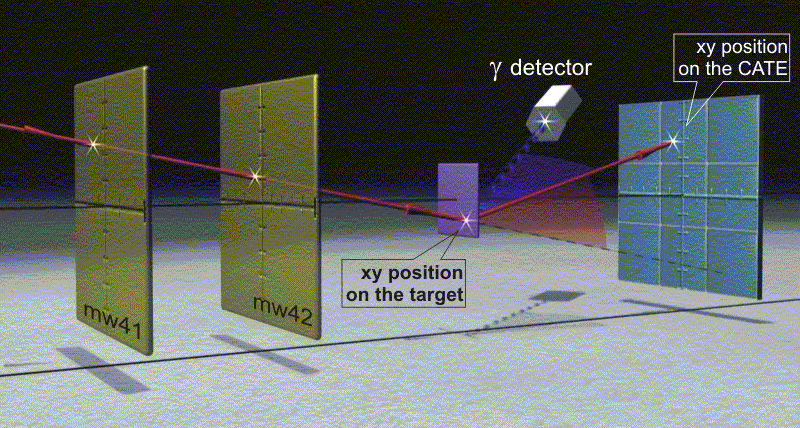 xy position
on the CATE
γ detector
xy position
on the target
mw41
mw42